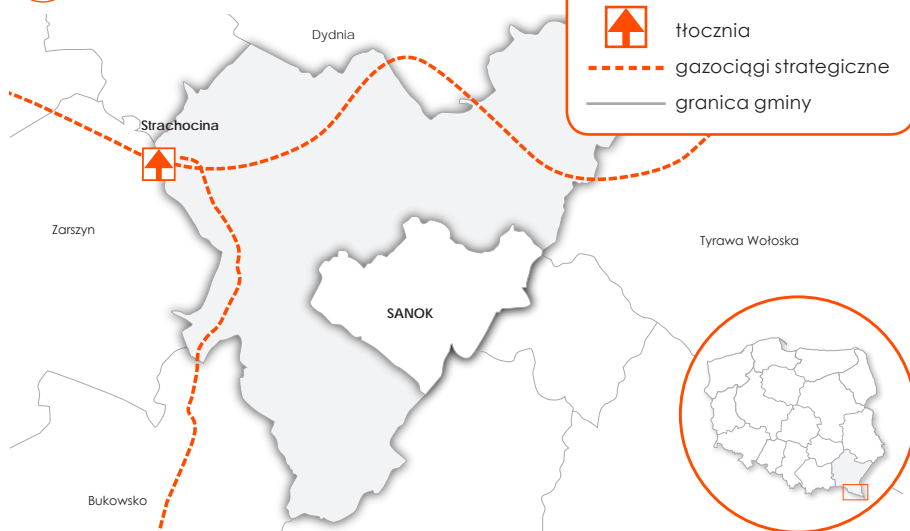 Dydnia
tłocznia
gazociągi strategiczne
granica gminy
Strachocina
Zarszyn
Tyrawa Wołoska
SANOK
Bukowsko